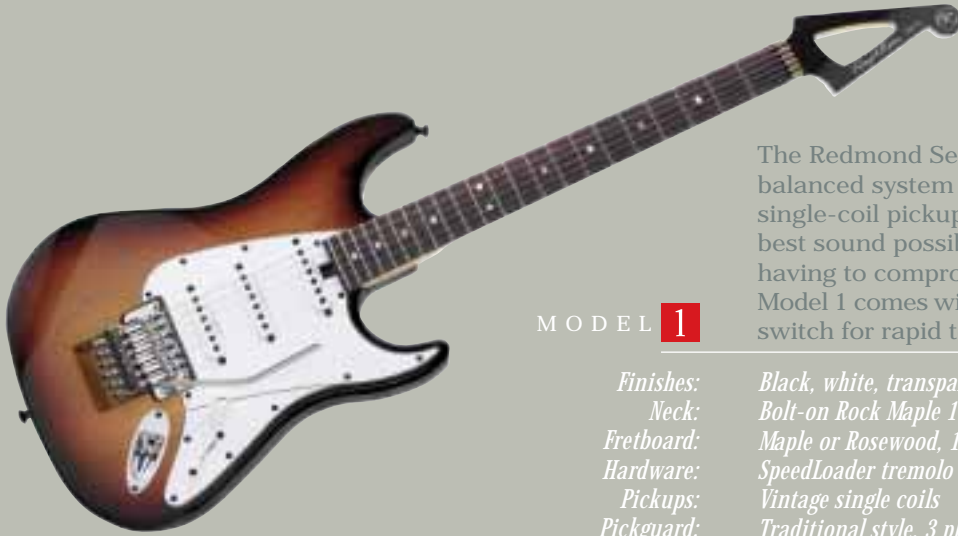 The Redmond Se
balanced system
single-coil pickup
best sound possib
having to compro
Model 1 comes wi
switch for rapid t
MODEL 1
Finishes: Black, white, transpa
Neck: Bolt-on Rock Maple 1
Fretboard: Maple or Rosewood, 1
Hardware: SpeedLoader tremolo
Pickups: Vintage single coils
Pickguard: Traditional style, 3 pl